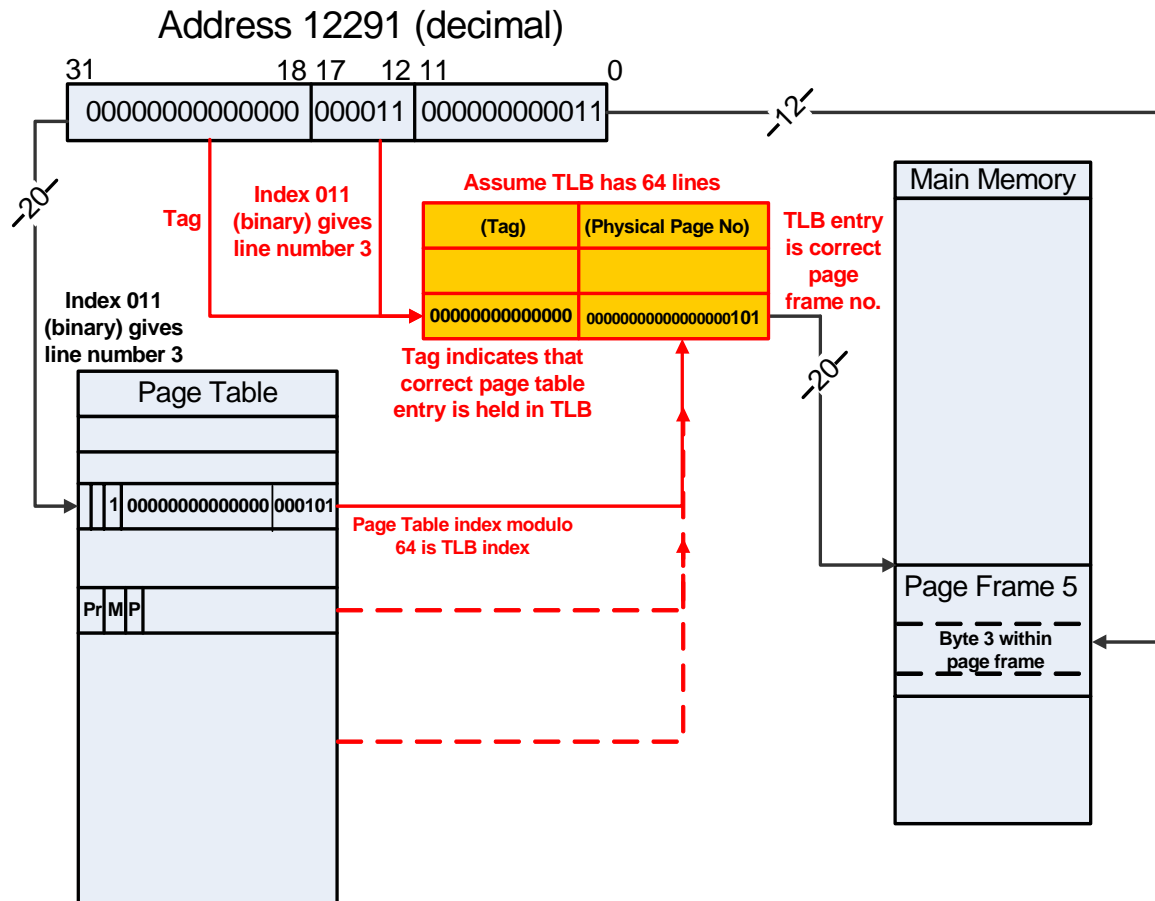 Address 12291 (decimal)
31 18 17 12 11 0
00000000000000 000011 000000000011
-12-
-20-
Tag
Index 011
(binary) gives
line number 3
Assume TLB has 64 lines
(Tag) (Physical Page No)
00000000000000 00000000000000000101
TLB entry
is correct
page
frame no.
Main Memory
Index 011
(binary) gives
line number 3
Tag indicates that
correct page table
entry is held in TLB
-20-
Page Table
1 00000000000000 000101
Page Table index modulo
64 is TLB index
Pr M P
Page Frame 5
Byte 3 within
page frame